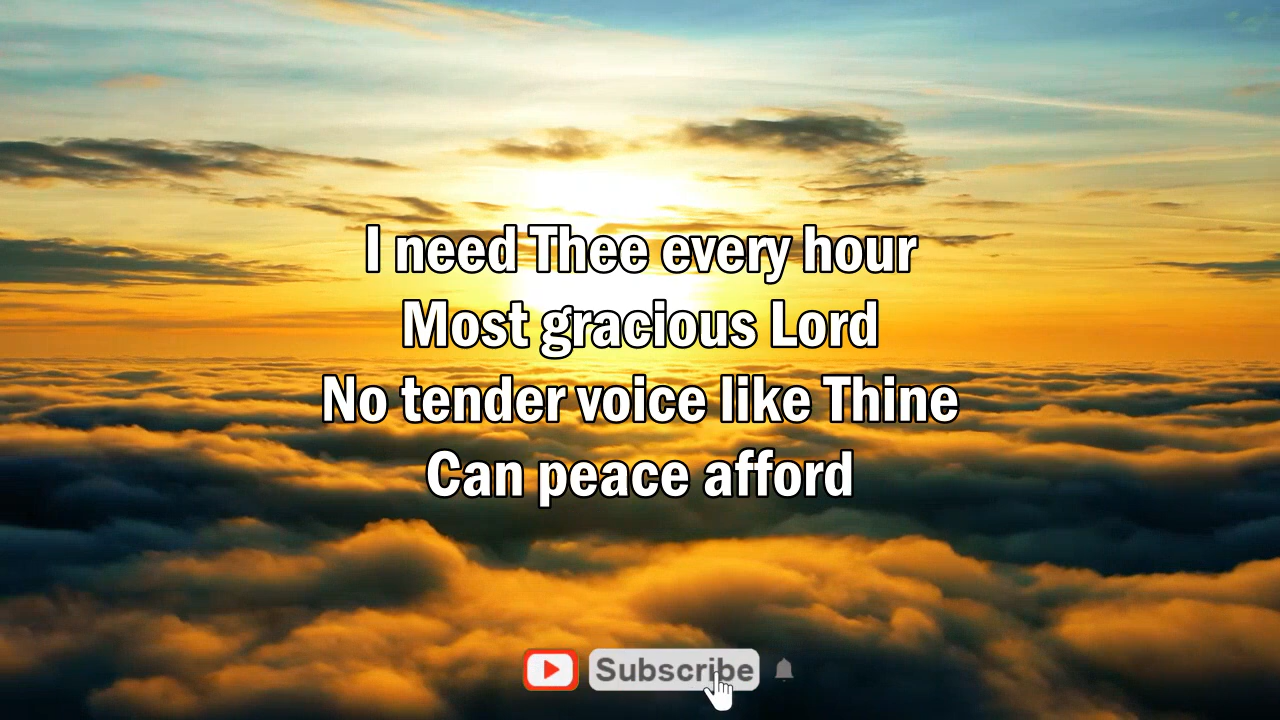 I need Thee every hour
Most gracious Lord
No tender voice like Thine
Can peace afford
Subscribe